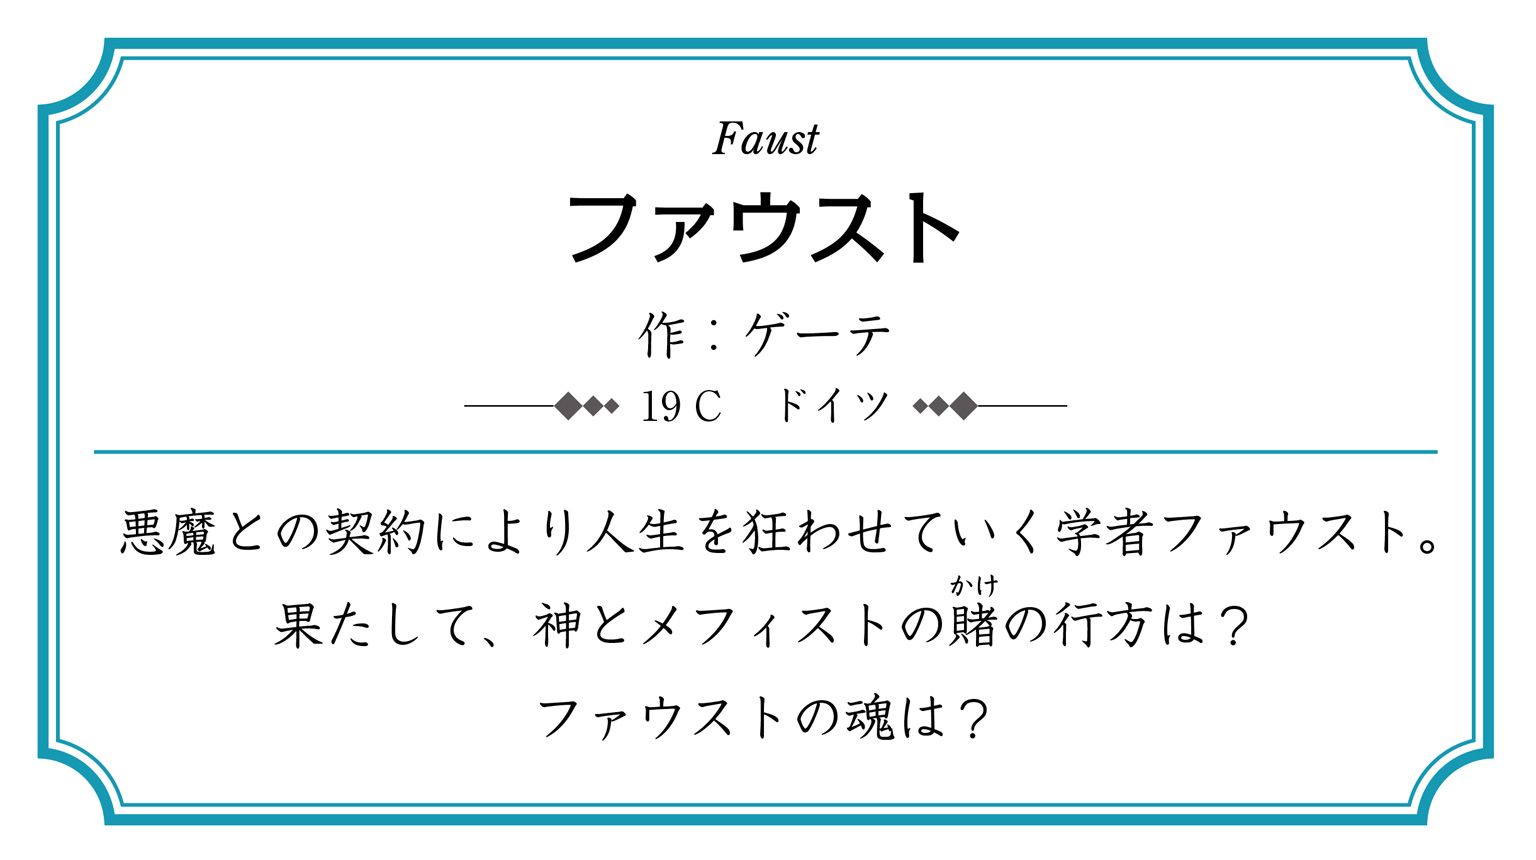 Faust
ファウスト
作：ゲーテ
19C　ドイツ
悪魔との契約により人生を狂わせていく学者ファウスト。
かけ
果たして、神とメフィストの賭の行方は？
ファウストの魂は？